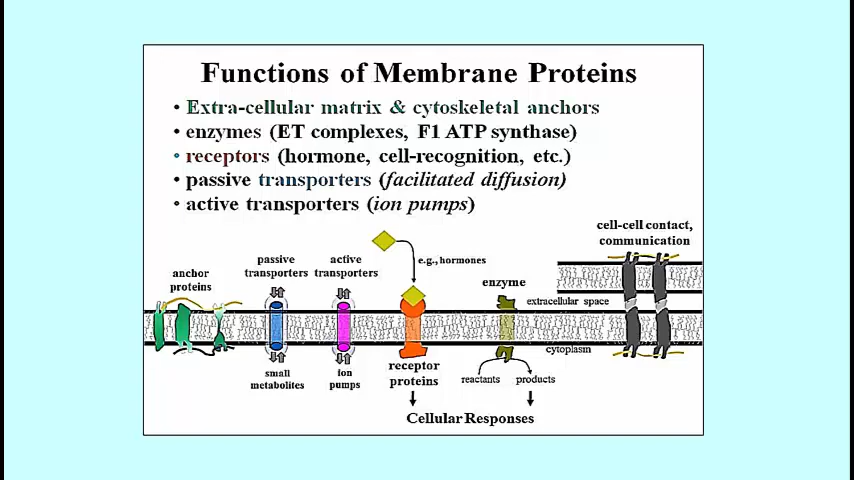 Functions of Membrane Proteins
• Extra-cellular matrix & cytoskeletal anchors
• enzymes (ET complexes, F1 ATP synthase)
• receptors (hormone, cell-recognition, etc.)
• passive transporters (facilitated diffusion)
• active transporters (ion pumps)
cell-cell contact,
communication
anchor
proteins
passive
transporters
active
transporters
e.g., hormones
enzyme
extracellular space
cytoplasm
small
metabolites
ion
pumps
receptor
proteins
reactants
products
Cellular Responses